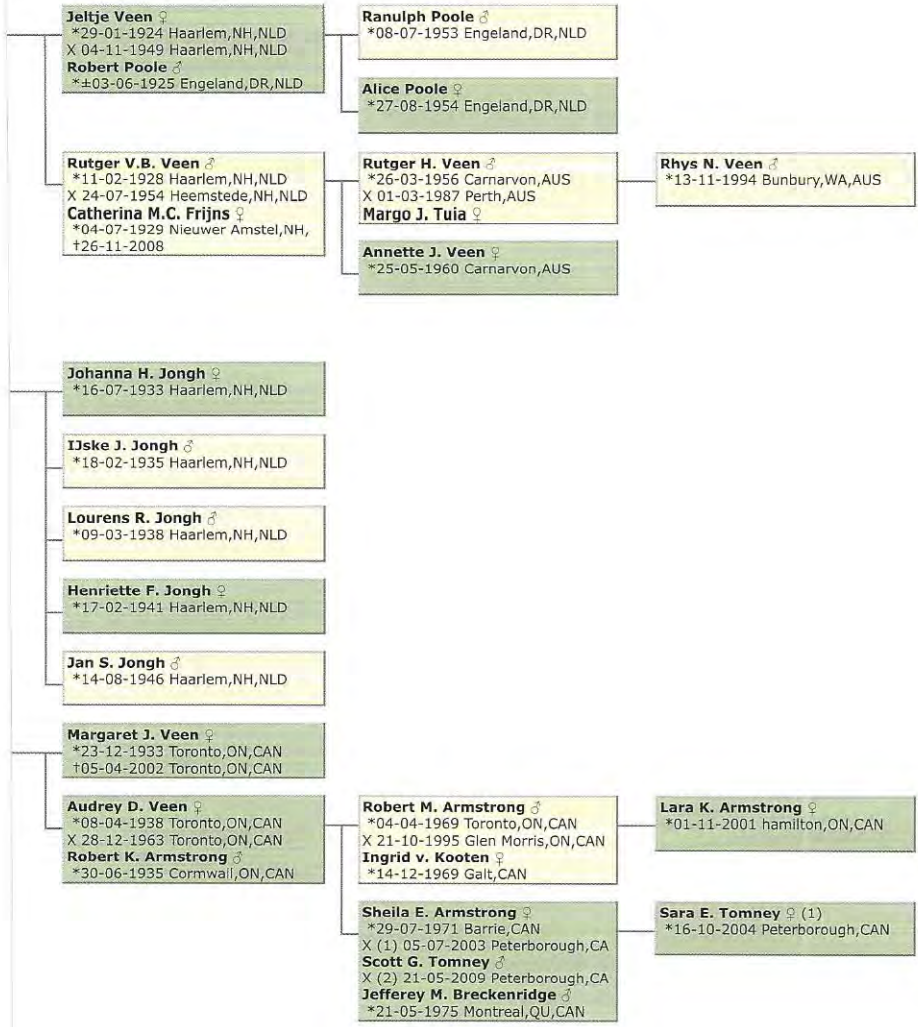 Jeltje Veen ♀
*29-01-1924 Haarlem,NH,NLD
X 04-11-1949 Haarlem,NH,NLD
Robert Poole ♂
*±03-06-1925 Engeland,DR,NLD
Ranulph Poole ♂
*08-07-1953 Engeland,DR,NLD
Alice Poole ♀
*27-08-1954 Engeland,DR,NLD
Rutger V.B. Veen ♂
*11-02-1928 Haarlem,NH,NLD
X 24-07-1954 Heemstede,NH,NLD
Catherina M.C. Frijns ♀
*04-07-1929 Nieuwer Amstel,NH,
†26-11-2008
Rutger H. Veen ♂
*26-03-1956 Carnarvon,AUS
X 01-03-1987 Perth,AUS
Margo J. Tuia ♀
Rhys N. Veen ♂
*13-11-1994 Bunbury,WA,AUS
Annette J. Veen ♀
*25-05-1960 Carnarvon,AUS
Johanna H. Jongh ♀
*16-07-1933 Haarlem,NH,NLD
IJske J. Jongh ♂
*18-02-1935 Haarlem,NH,NLD
Lourens R. Jongh ♂
*09-03-1938 Haarlem,NH,NLD
Henriette F. Jongh ♀
*17-02-1941 Haarlem,NH,NLD
Jan S. Jongh ♂
*14-08-1946 Haarlem,NH,NLD
Margaret J. Veen ♀
*23-12-1933 Toronto,ON,CAN
†05-04-2002 Toronto,ON,CAN
Audrey D. Veen ♀
*08-04-1938 Toronto,ON,CAN
X 28-12-1963 Toronto,ON,CAN
Robert K. Armstrong ♂
*30-06-1935 Cormwail,ON,CAN
Robert M. Armstrong ♂
*04-04-1969 Toronto,ON,CAN
X 21-10-1995 Glen Morris,ON,CAN
Ingrid v. Kooten ♀
*14-12-1969 Galt,CAN
Lara K. Armstrong ♀
*01-11-2001 hamilton,ON,CAN
Sheila E. Armstrong ♀
*29-07-1971 Barrie,CAN
X (1) 05-07-2003 Peterborough,CA
Scott G. Tomney ♂
X (2) 21-05-2009 Peterborough,CA
Jefferey M. Breckenridge ♂
*21-05-1975 Montreal,QU,CAN
Sara E. Tomney ♀ (1)
*16-10-2004 Peterborough,CAN